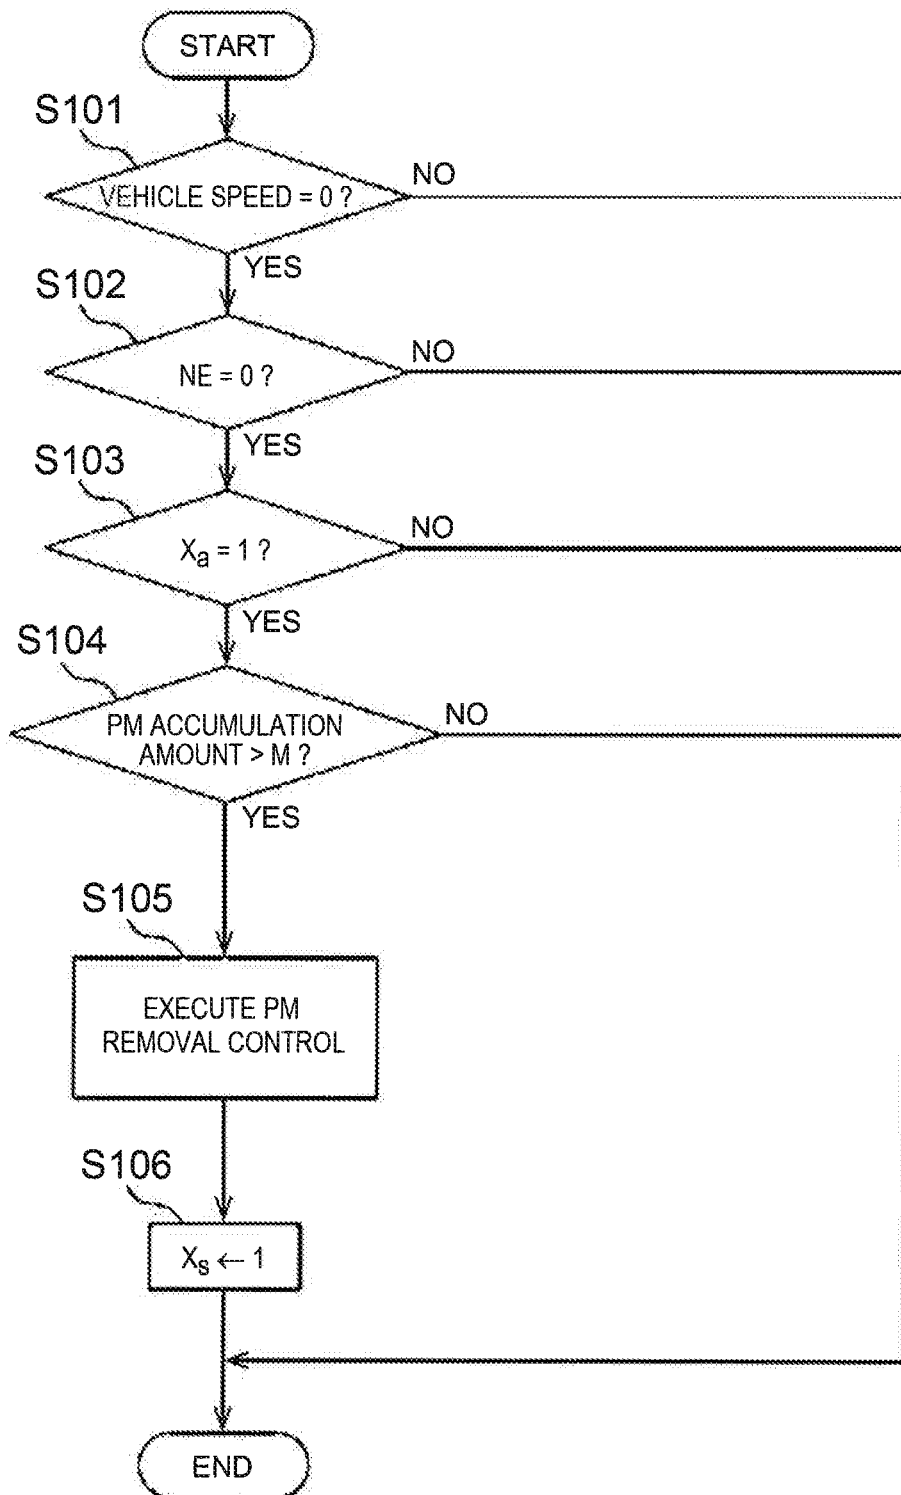 START
S101
VEHICLE SPEED = 0 ?
NO
YES
S102
NE = 0 ?
NO
YES
S103
Xa = 1 ?
NO
YES
S104
PM ACCUMULATION
AMOUNT > M ?
NO
YES
S105
EXECUTE PM
REMOVAL CONTROL
S106
Xs ← 1
END